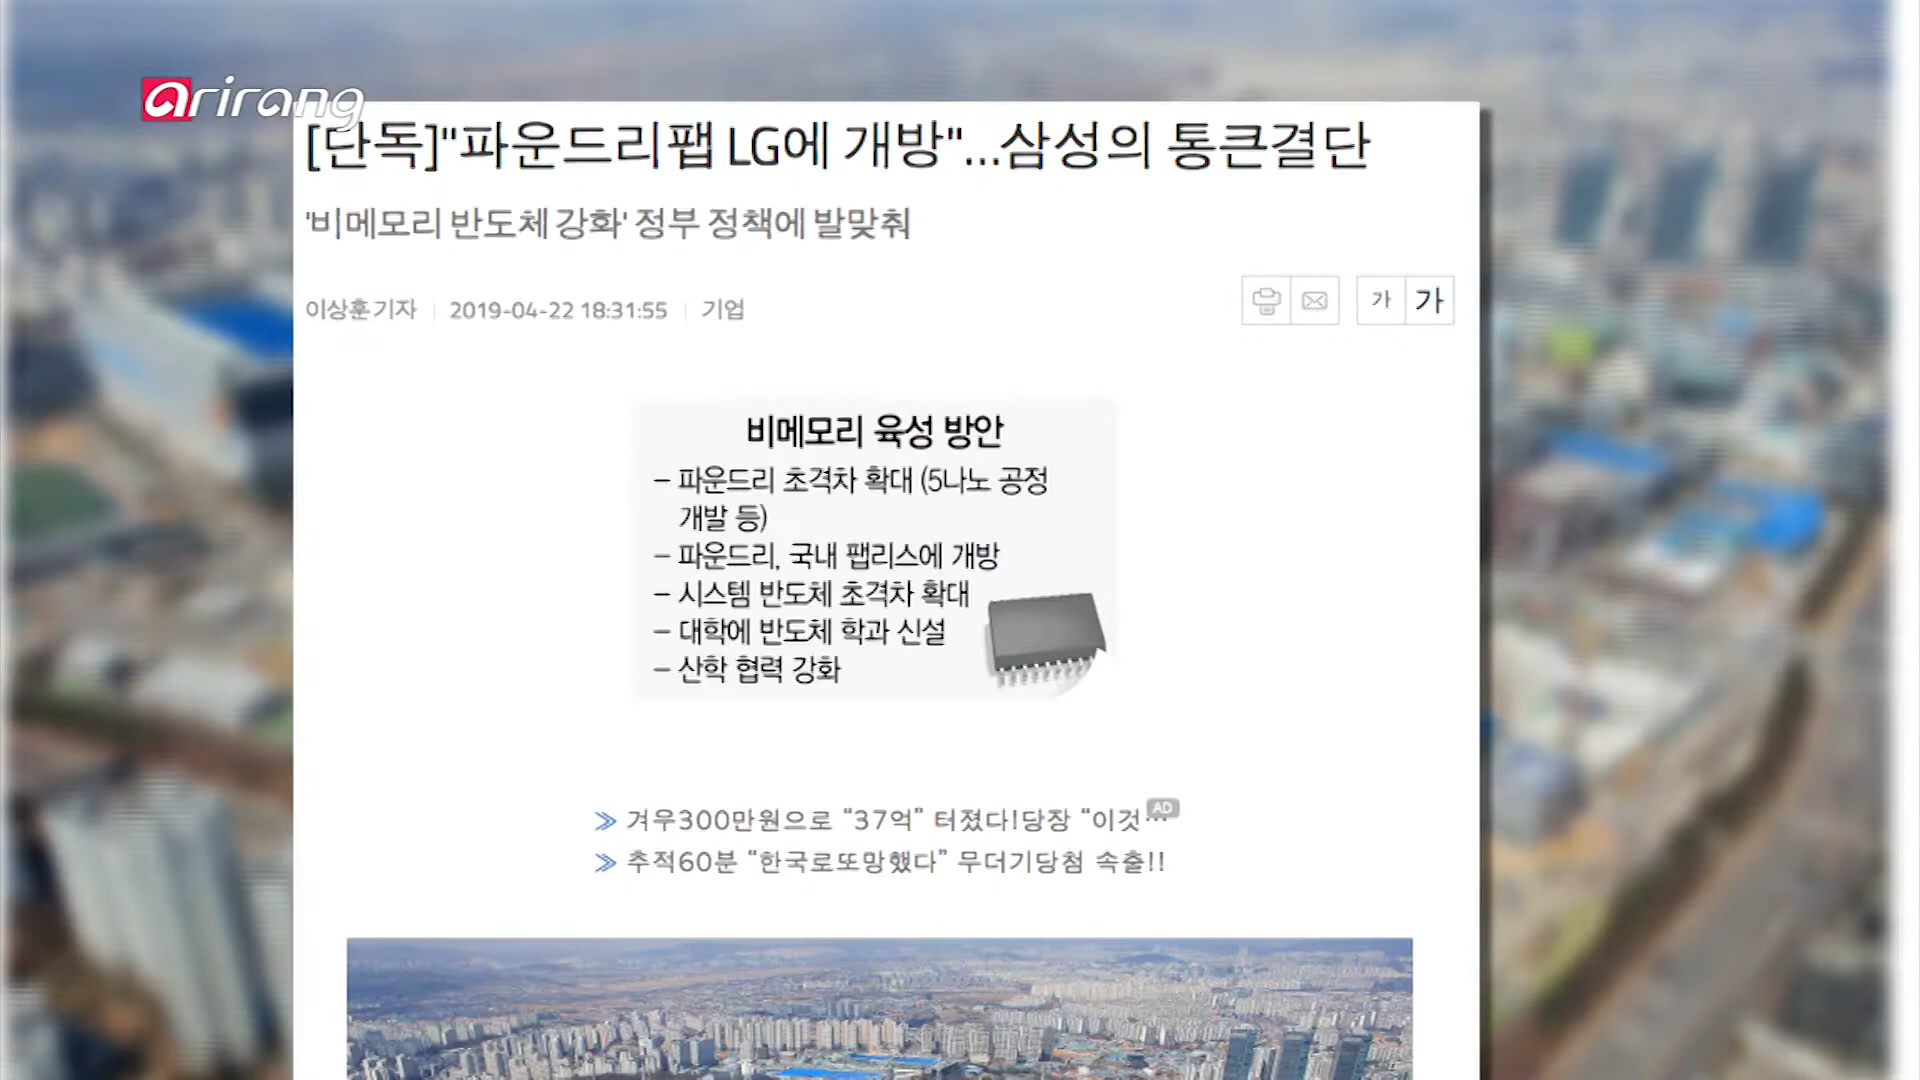 arirang
[단독]"파운드리팹 LG에 개방"...삼성의 통큰결단
'비메모리 반도체 강화' 정부 정책에 발맞춰
이상훈 기자 | 2019-04-22 18:31:55 | 기업
가 가
비메모리 육성 방안
– 파운드리 초격차 확대 (5나노 공정
개발 등)
– 파운드리, 국내 팹리스에 개방
– 시스템 반도체 초격차 확대
– 대학에 반도체 학과 신설
– 산학 협력 강화
≫ 겨우300만원으로 “37억” 터졌다!당장 “이것… AD
≫ 추적60분 “한국로또망했다” 무더기당첨 속출!!